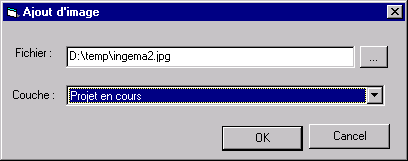 Ajout d'image
Fichier : D:\temp\ingema2.jpg ...
Couche : Projet en cours
OK Cancel